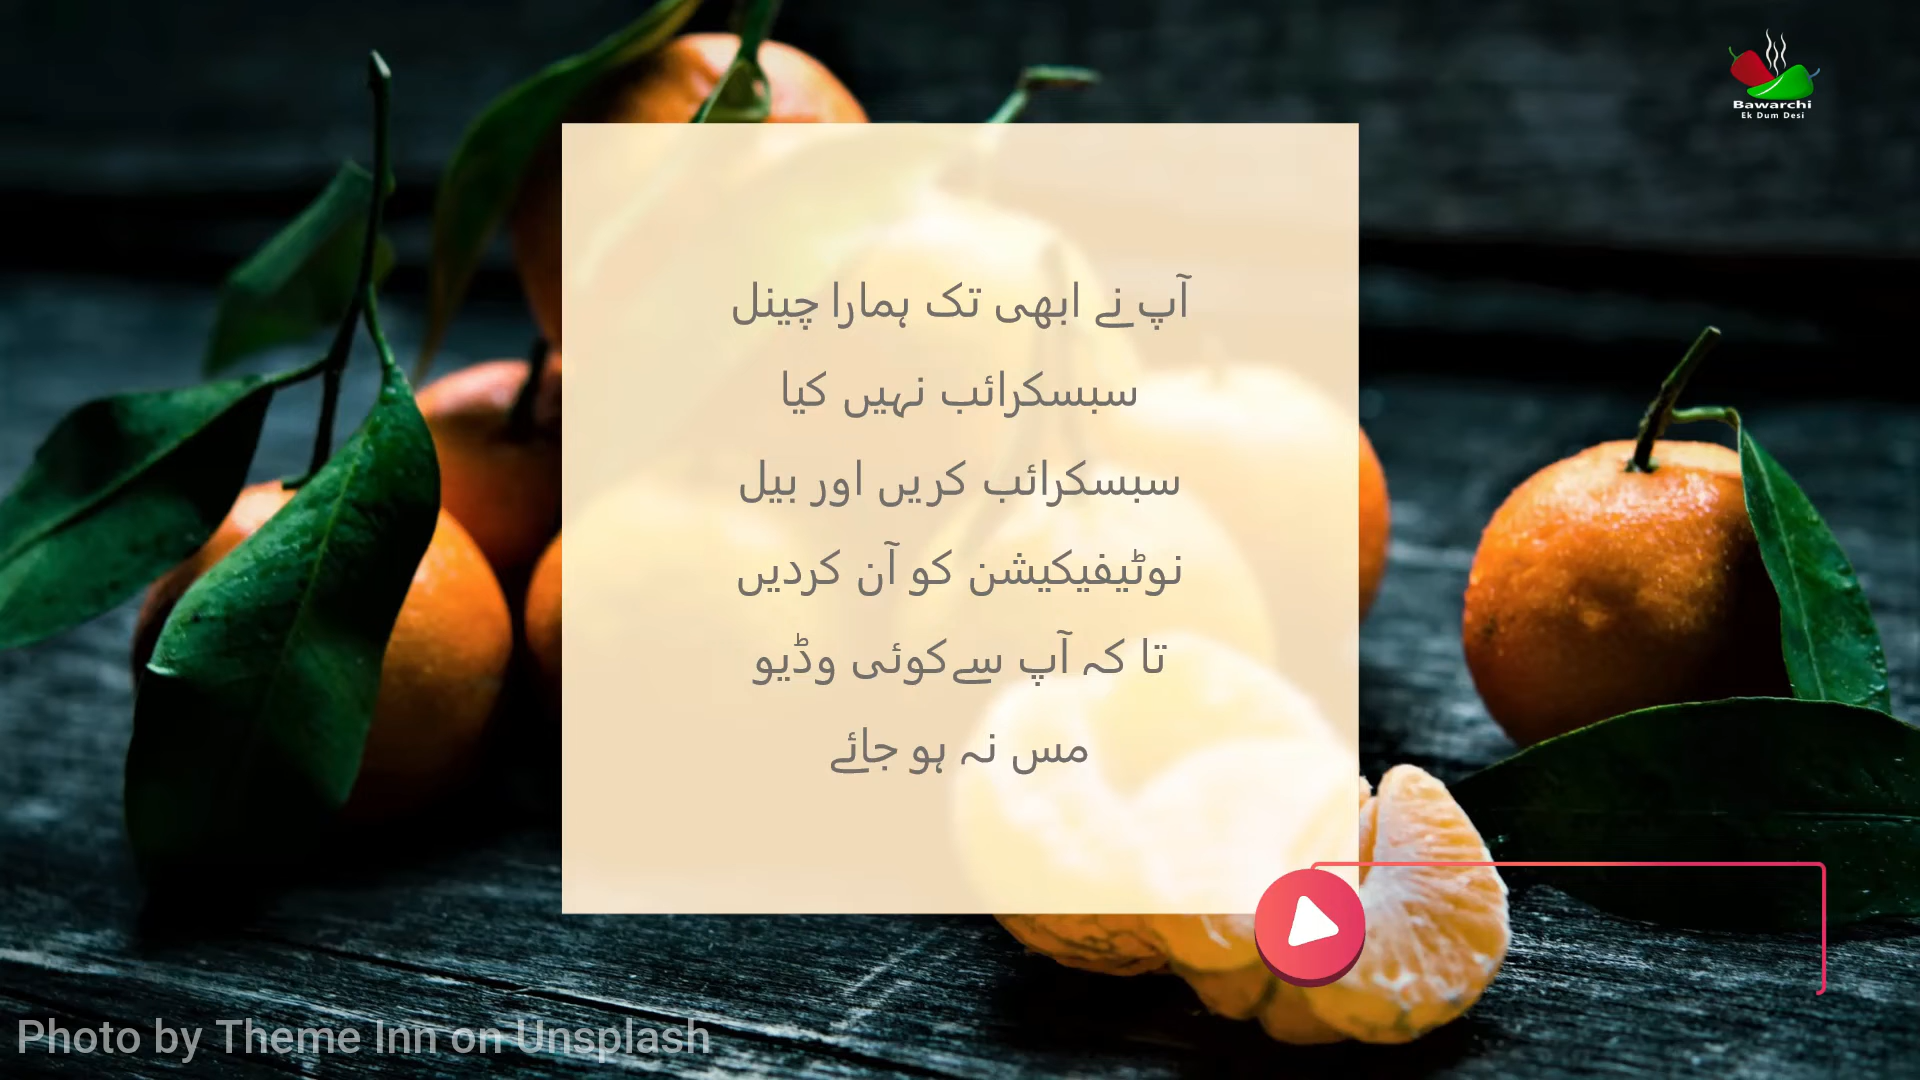 Bawarchi
Ek Dum Desi
آپ نے ابھی تک ہمارا چینل
سبسکرائب نہیں کیا
سبسکرائب کریں اور بیل
نوٹیفیکیشن کو آن کردیں
تا کہ آپ سے کوئی وڈیو
مس نہ ہو جائے
Photo by Theme Inn on Unsplash